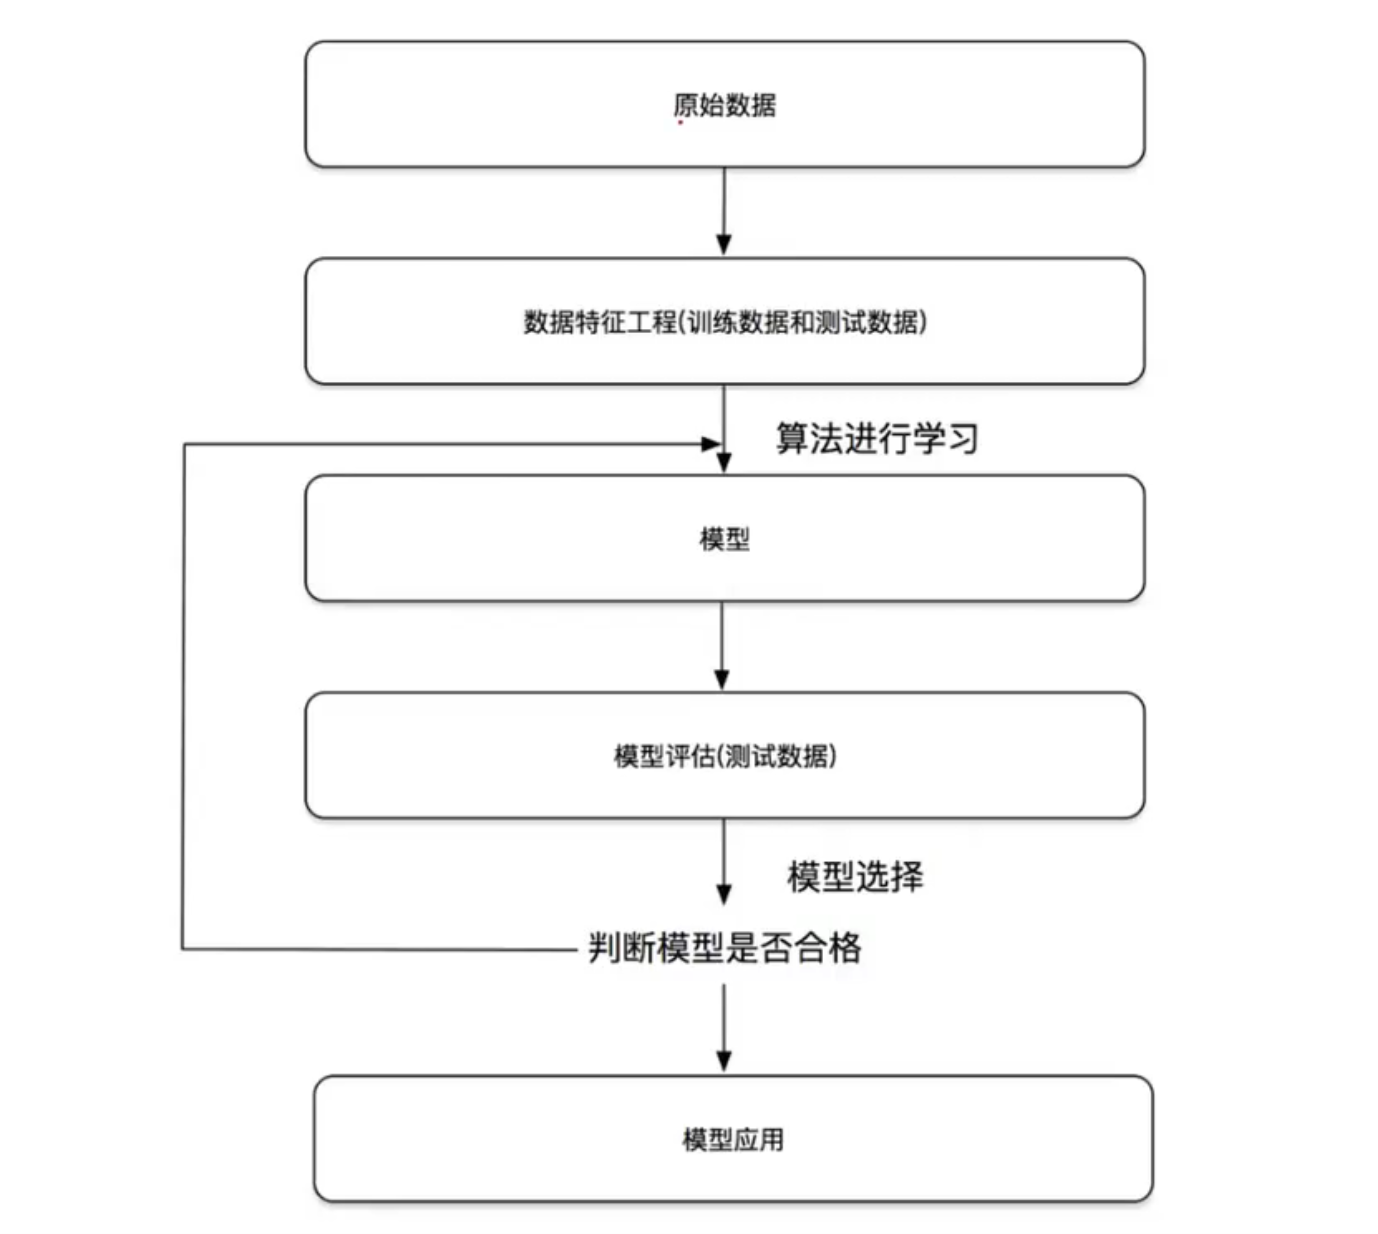 原始数据
数据特征工程(训练数据和测试数据)
算法进行学习
模型
模型评估(测试数据)
模型选择
判断模型是否合格
模型应用